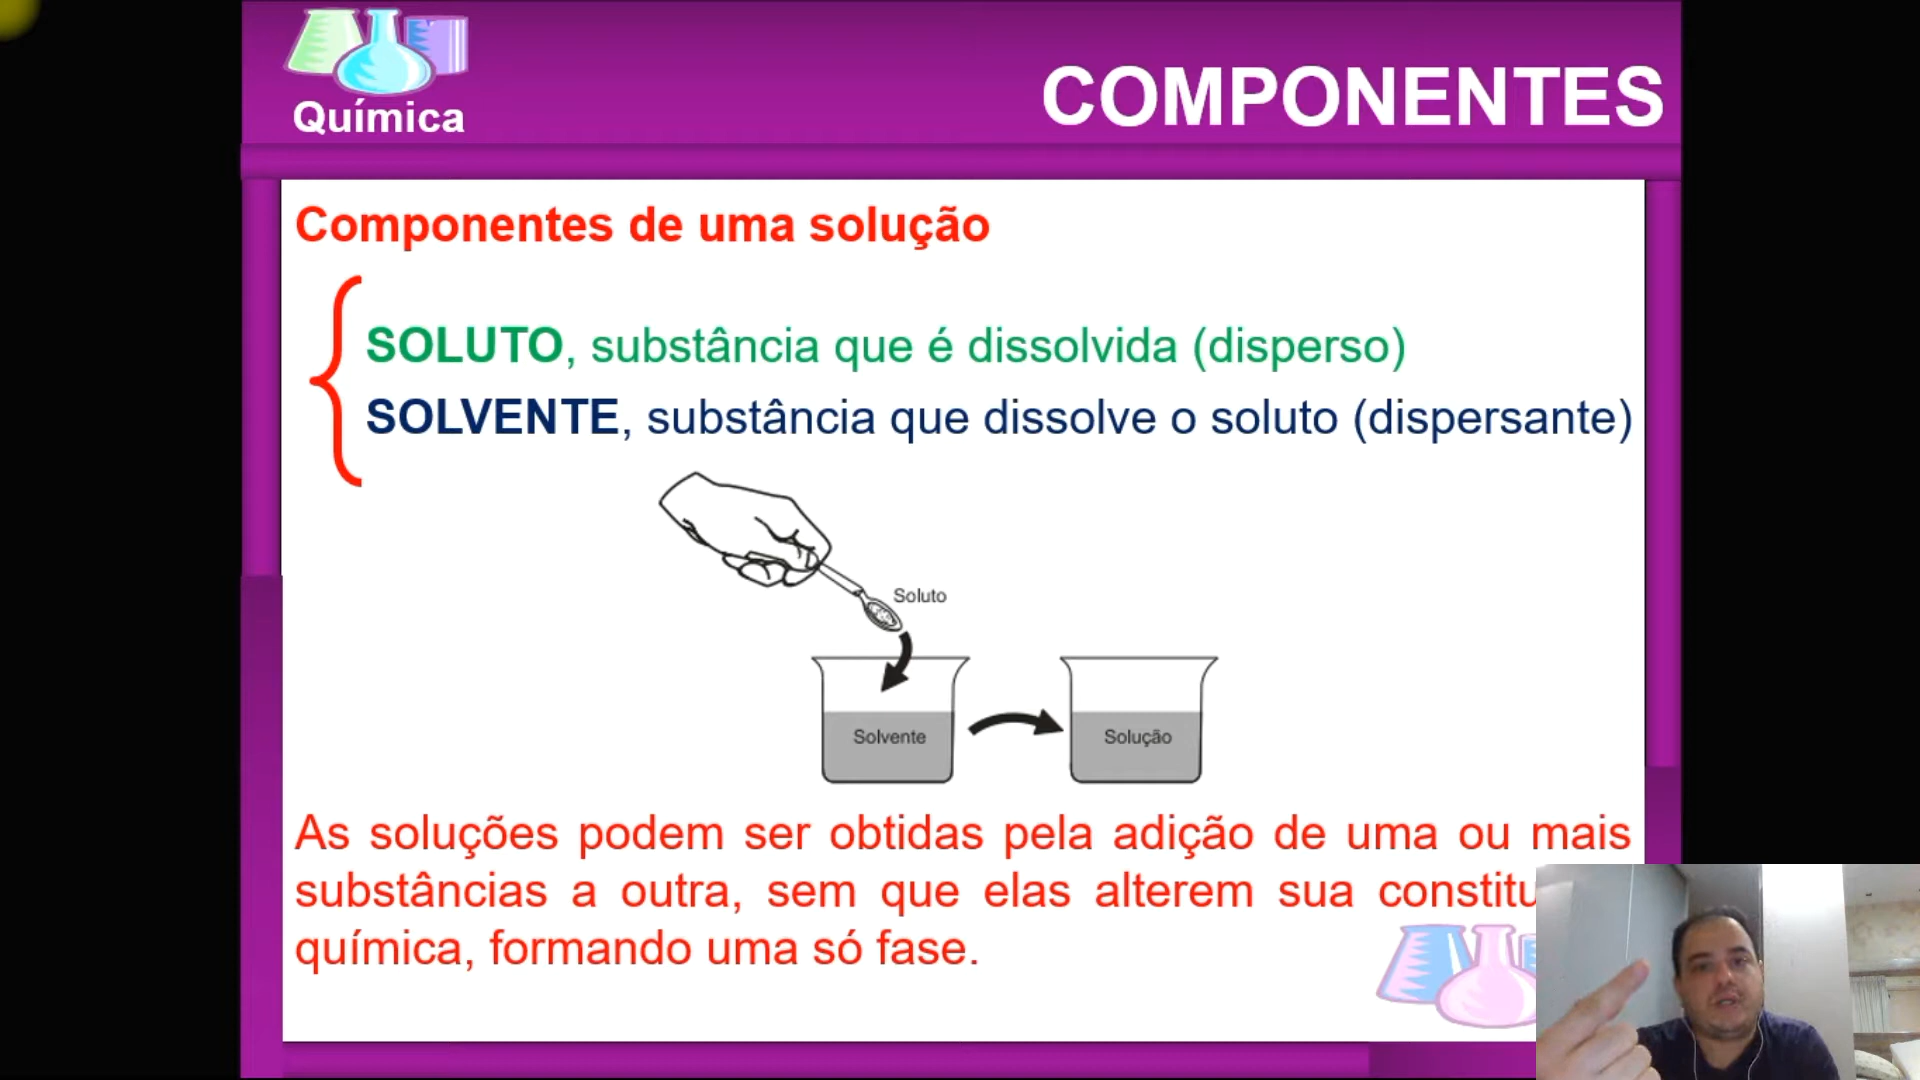 Química
COMPONENTES
Componentes de uma solução
SOLUTO, substância que é dissolvida (disperso)
SOLVENTE, substância que dissolve o soluto (dispersante)
Soluto
Solvente
Solução
As soluções podem ser obtidas pela adição de uma ou mais
substâncias a outra, sem que elas alterem sua
química, formando uma só fase.